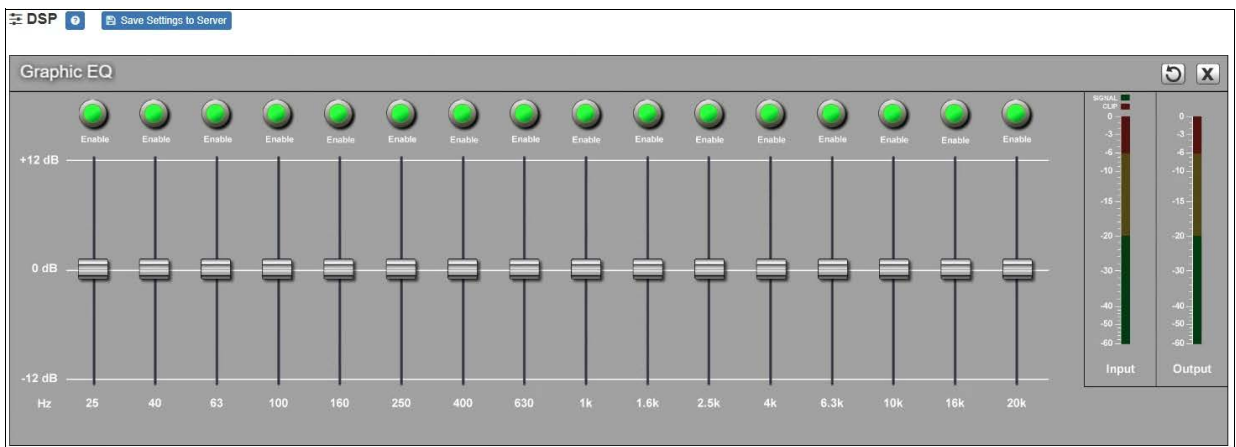 DSP ? Save Settings to Server
Graphic EQ X
SIGNAL
CLIP
Enable Enable Enable Enable Enable Enable Enable Enable Enable Enable Enable Enable Enable Enable Enable Enable
+12 dB
0 dB
-12 dB
Hz 25 40 63 100 160 250 400 630 1k 1.6k 2.5k 4k 6.3k 10k 16k 20k
0 0
-3 -3
-6 -6
-10 -10
-15 -15
-20 -20
-30 -30
-40 -40
-50 -50
-60 -60
Input Output